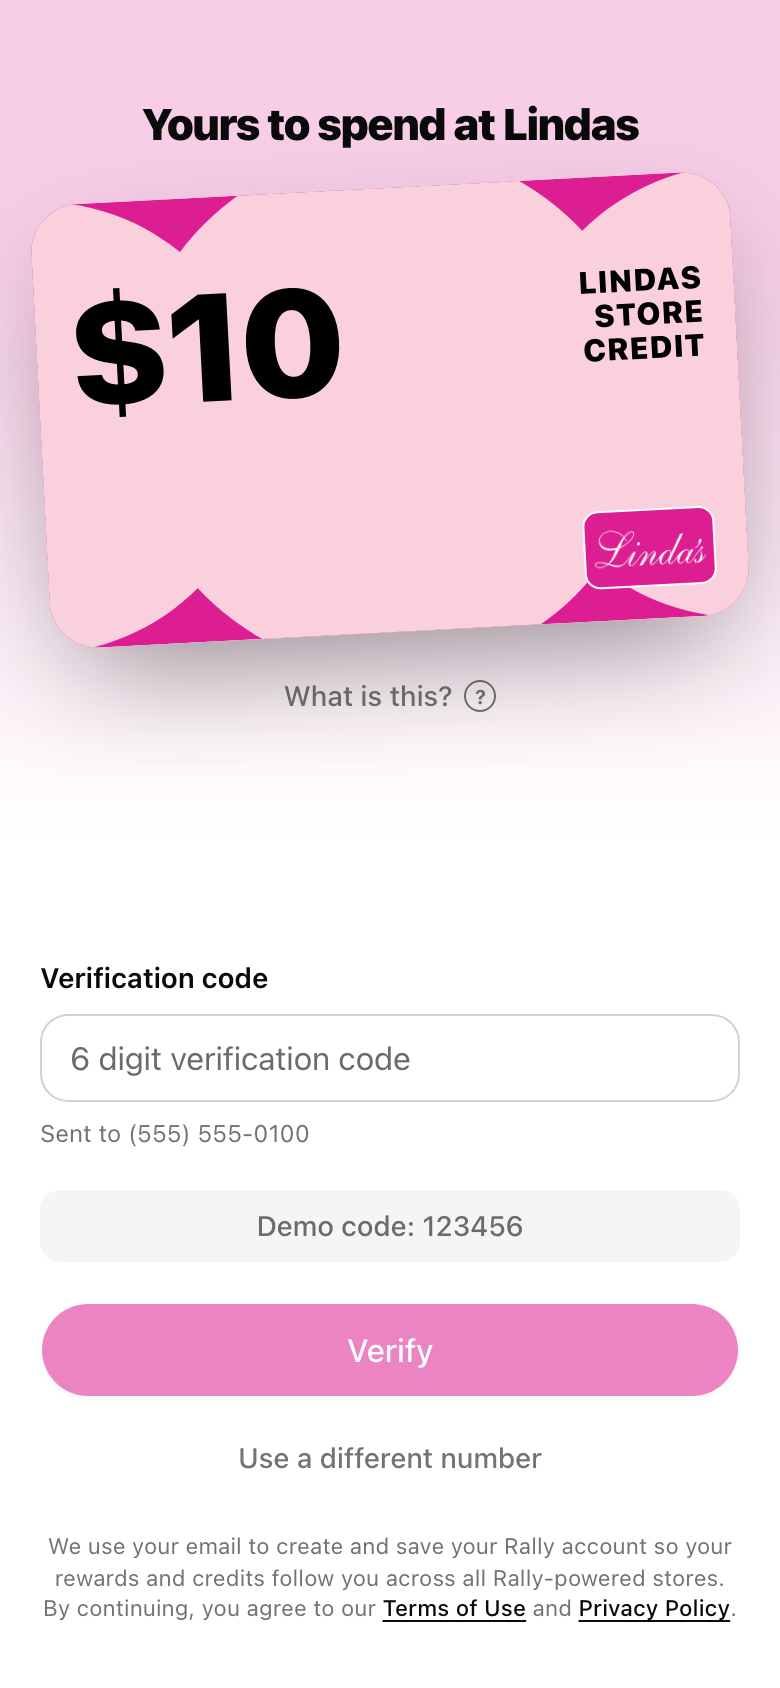 Yours to spend at Lindas
$10
LINDAS
STORE
CREDIT
Linda's
What is this? ?
Verification code
6 digit verification code
Sent to (555) 555-0100
Demo code: 123456
Verify
Use a different number
We use your email to create and save your Rally account so your
rewards and credits follow you across all Rally-powered stores.
By continuing, you agree to our Terms of Use and Privacy Policy.